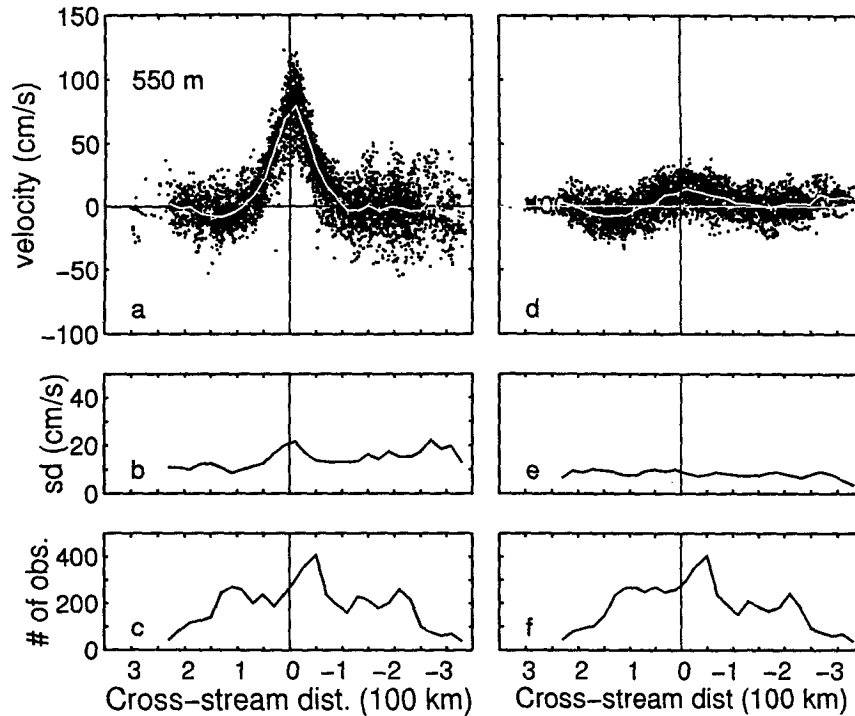 150
100
50
0
-50
-100
velocity (cm/s)
550 m
a
d
40
20
0
sd (cm/s)
b
e
400
200
0
# of obs.
c
f
3 2 1 0 -1 -2 -3
Cross-stream dist. (100 km)
3 2 1 0 -1 -2 -3
Cross-stream dist (100 km)